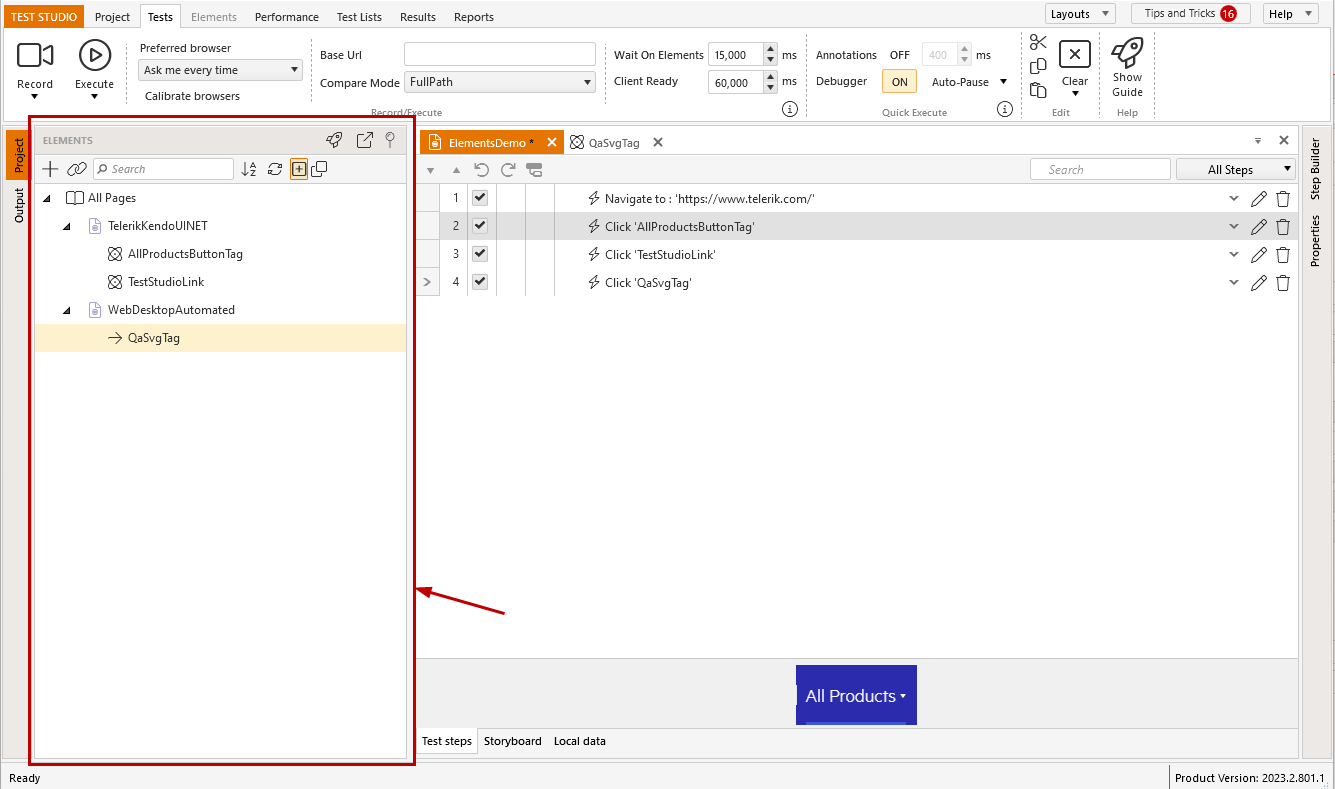 TEST STUDIO Project Tests Elements Performance Test Lists Results Reports Layouts Tips and Tricks 16 Help
Record
Execute
Preferred browser
Ask me every time
Calibrate browsers
Base Url
Compare Mode FullPath
Record/Execute
Wait On Elements 15,000 ms
Client Ready 60,000 ms
Annotations OFF 400 ms
Debugger ON Auto-Pause
Quick Execute
Clear
Edit
Show
Guide
Help
Project
Output
ELEMENTS
Search
All Pages
TelerikKendoUINET
AllProductsButtonTag
TestStudioLink
WebDesktopAutomated
QaSvgTag
ElementsDemo * QaSvgTag
Search All Steps
1 Navigate to : 'https://www.telerik.com/'
2 Click 'AllProductsButtonTag'
3 Click 'TestStudioLink'
4 Click 'QaSvgTag'
All Products
Test steps Storyboard Local data
Step Builder
Properties
Ready Product Version: 2023.2.801.1